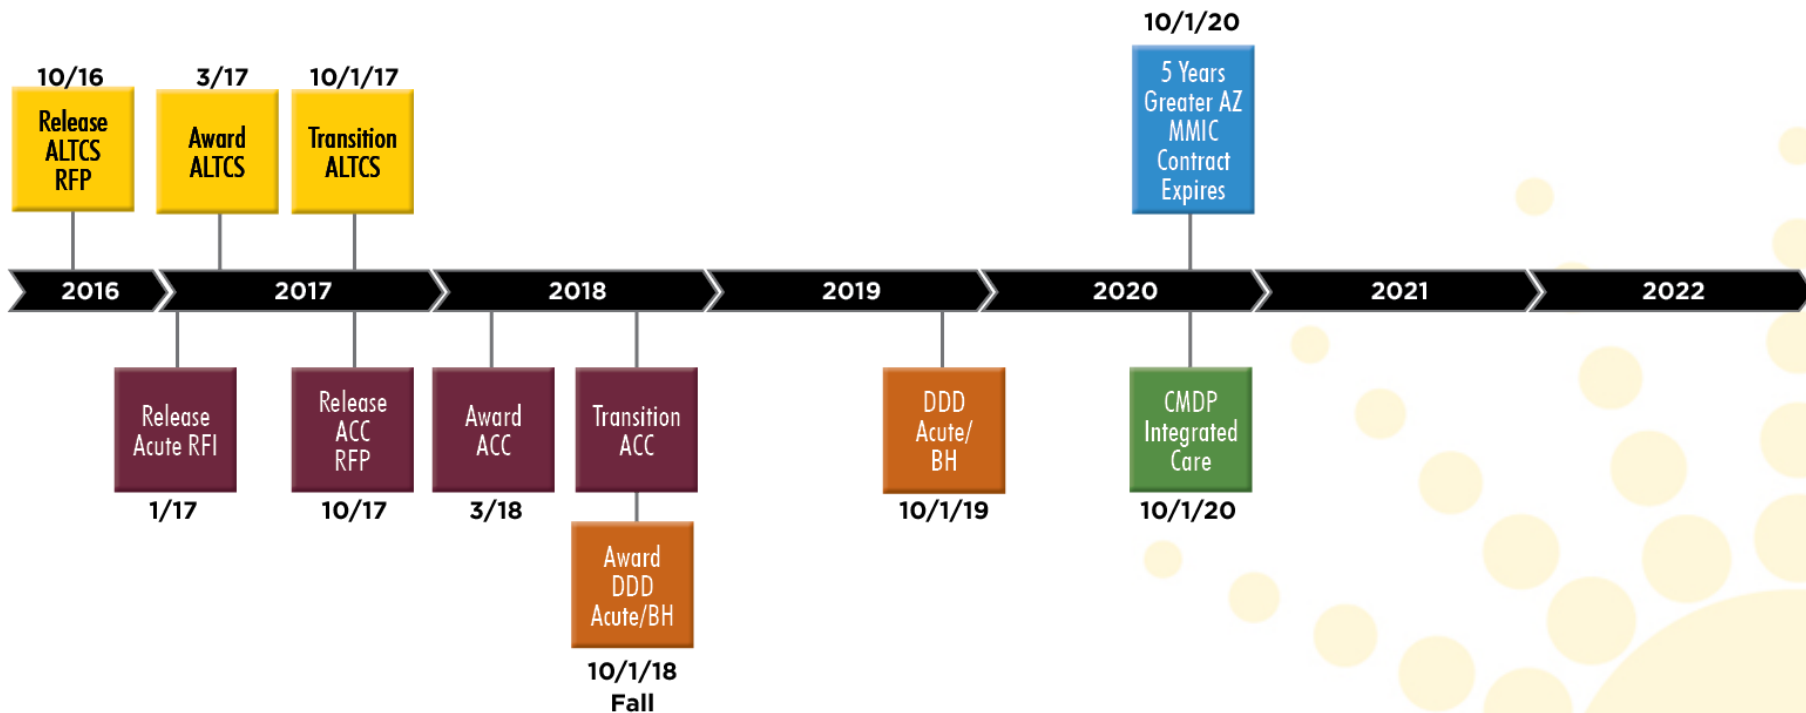 10/1/20
5 Years
Greater AZ
MMIC
Contract
Expires
10/16
Release
ALTCS
RFP
3/17
Award
ALTCS
10/1/17
Transition
ALTCS
2016
2017
2018
2019
2020
2021
2022
Release
Acute RFI
1/17
Release
ACC
RFP
10/17
Award
ACC
3/18
Transition
ACC
Award
DDD
Acute/BH
10/1/18
Fall
DDD
Acute/
BH
10/1/19
CMDP
Integrated
Care
10/1/20